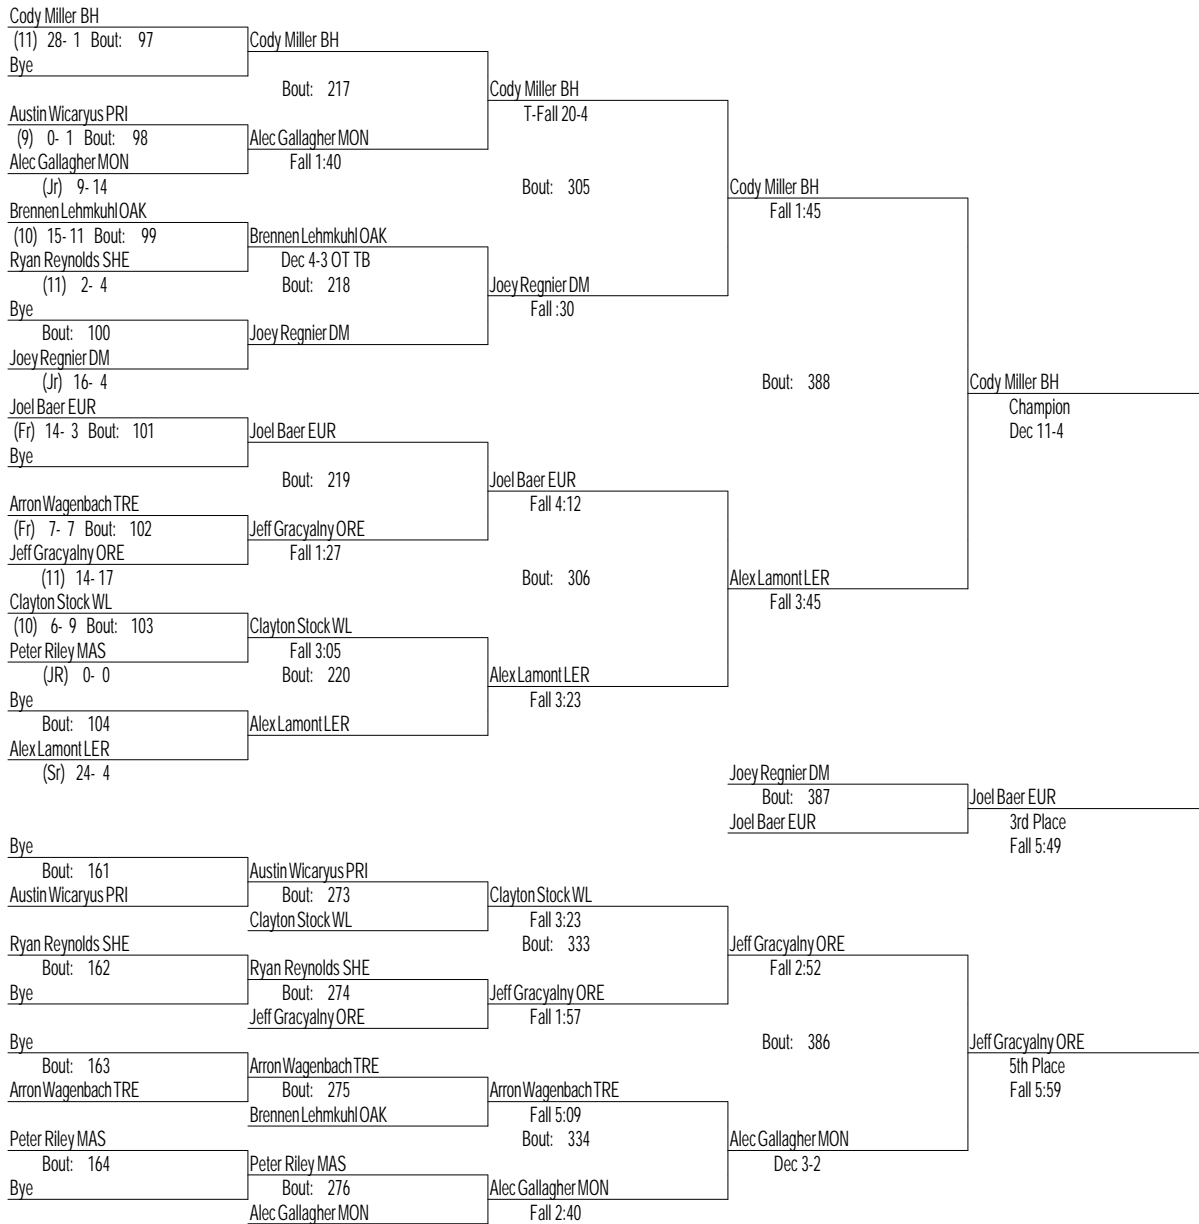 Cody Miller BH
(11) 28- 1 Bout: 97
Cody Miller BH
Bye
Bout: 217
Cody Miller BH
T-Fall 20-4
Austin Wicaryus PRI
(9) 0- 1 Bout: 98
Alec Gallagher MON
Alec Gallagher MON
Fall 1:40
(Jr) 9- 14
Bout: 305
Cody Miller BH
Fall 1:45
Brennen Lehmkuhl OAK
(10) 15- 11 Bout: 99
Brennen Lehmkuhl OAK
Ryan Reynolds SHE
Dec 4-3 OT TB
(11) 2- 4
Bout: 218
Joey Regnier DM
Fall :30
Bye
Bout: 100
Joey Regnier DM
Joey Regnier DM
(Jr) 16- 4
Bout: 388
Cody Miller BH
Champion
Dec 11-4
Joel Baer EUR
(Fr) 14- 3 Bout: 101
Joel Baer EUR
Bye
Bout: 219
Joel Baer EUR
Fall 4:12
Arron Wagenbach TRE
(Fr) 7- 7 Bout: 102
Jeff Gracyalny ORE
Jeff Gracyalny ORE
Fall 1:27
(11) 14- 17
Bout: 306
Alex Lamont LER
Fall 3:45
Clayton Stock WL
(10) 6- 9 Bout: 103
Clayton Stock WL
Peter Riley MAS
Fall 3:05
(JR) 0- 0
Bout: 220
Alex Lamont LER
Fall 3:23
Bye
Bout: 104
Alex Lamont LER
Alex Lamont LER
(Sr) 24- 4
Joey Regnier DM
Bout: 387
Joel Baer EUR
Joel Baer EUR
3rd Place
Fall 5:49
Bye
Bout: 161
Austin Wicaryus PRI
Austin Wicaryus PRI
Bout: 273
Clayton Stock WL
Clayton Stock WL
Fall 3:23
Ryan Reynolds SHE
Bout: 333
Jeff Gracyalny ORE
Fall 2:52
Bout: 162
Ryan Reynolds SHE
Bye
Bout: 274
Jeff Gracyalny ORE
Jeff Gracyalny ORE
Fall 1:57
Bye
Bout: 386
Jeff Gracyalny ORE
5th Place
Fall 5:59
Bout: 163
Arron Wagenbach TRE
Arron Wagenbach TRE
Bout: 275
Arron Wagenbach TRE
Brennen Lehmkuhl OAK
Fall 5:09
Peter Riley MAS
Bout: 334
Alec Gallagher MON
Dec 3-2
Bout: 164
Peter Riley MAS
Bye
Bout: 276
Alec Gallagher MON
Alec Gallagher MON
Fall 2:40